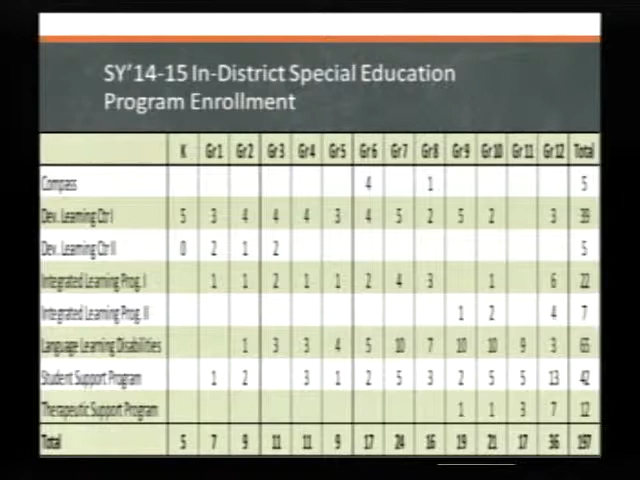 SY'14-15 In-District Special Education
Program Enrollment
K Gr1 Gr2 Gr3 Gr4 Gr5 Gr6 Gr7 Gr8 Gr9 Gr10 Gr11 Gr12 Total
Compass 4 1 5
Dev. Learning Ctr I 5 3 4 4 4 3 4 5 2 5 2 3 39
Dev. Learning Ctr II 0 2 1 2 5
Integrated Learning Prog. I 1 1 2 1 1 2 4 3 1 6 22
Integrated Learning Prog. II 1 2 4 7
Language Learning Disabilities 1 3 3 4 5 10 7 10 10 9 3 65
Student Support Program 1 2 3 1 2 5 3 2 5 5 13 42
Therapeutic Support Program 1 1 3 7 12
Total 5 7 9 11 11 9 17 24 16 19 21 17 36 197